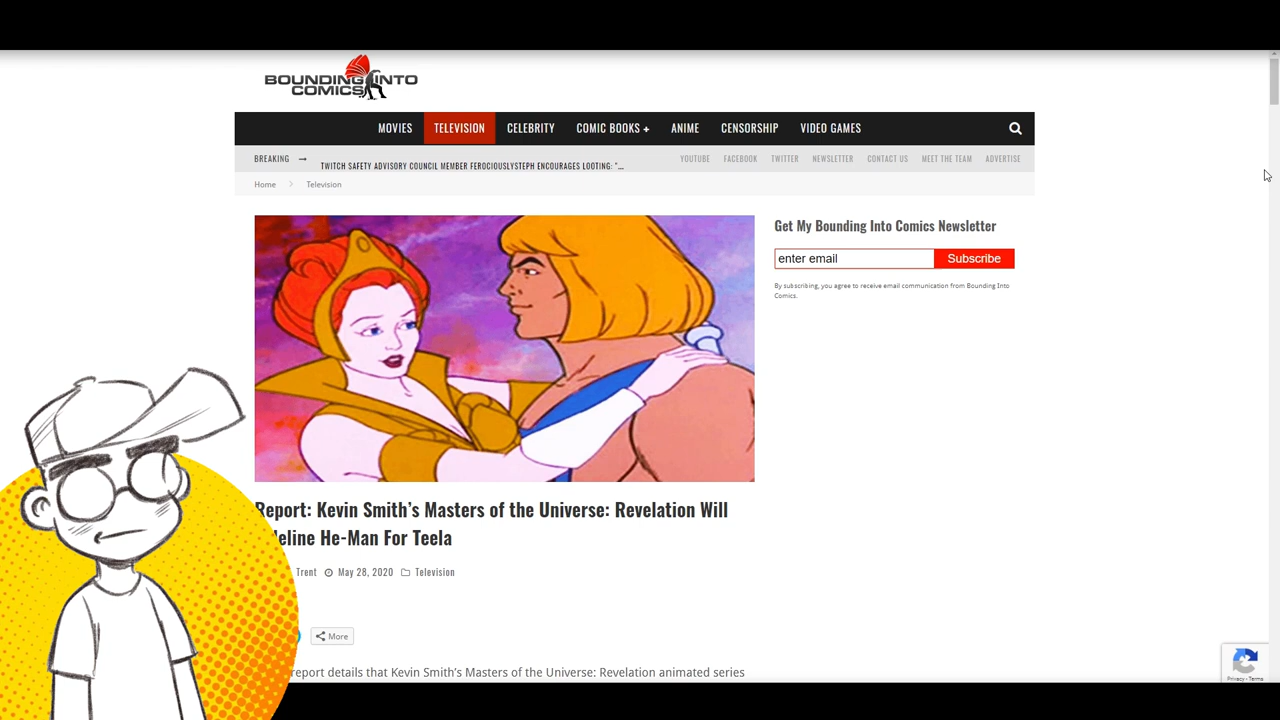 BOUNDING INTO
COMICS
MOVIES TELEVISION CELEBRITY COMIC BOOKS + ANIME CENSORSHIP VIDEO GAMES
BREAKING → TWITCH SAFETY ADVISORY COUNCIL MEMBER FEROCIOUSLYSTEPH ENCOURAGES LOOTING: "... YOUTUBE FACEBOOK TWITTER NEWSLETTER CONTACT US MEET THE TEAM ADVERTISE
Home Television
Get My Bounding Into Comics Newsletter
enter email Subscribe
By subscribing, you agree to receive email communication from Bounding Into
Comics.
Report: Kevin Smith's Masters of the Universe: Revelation Will
He-Man For Teela
Trent May 28, 2020 Television
More
report details that Kevin Smith's Masters of the Universe: Revelation animated series
Privacy - Terms